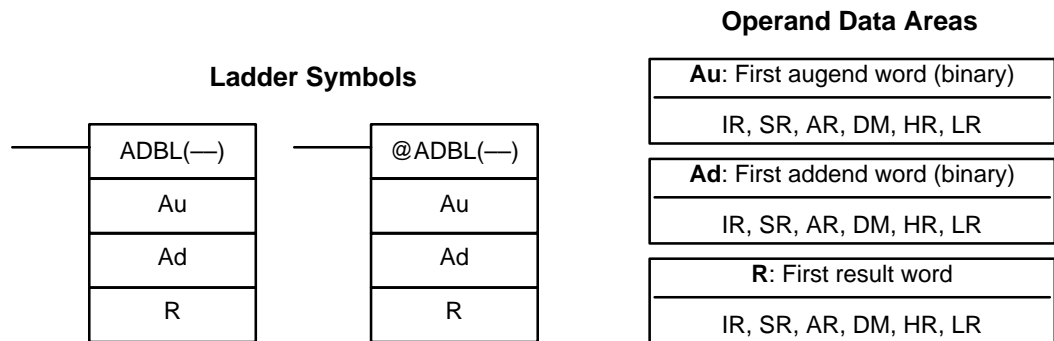 Ladder Symbols
ADBL(––)
Au
Ad
R
@ADBL(––)
Au
Ad
R
Operand Data Areas
Au: First augend word (binary)
IR, SR, AR, DM, HR, LR
Ad: First addend word (binary)
IR, SR, AR, DM, HR, LR
R: First result word
IR, SR, AR, DM, HR, LR